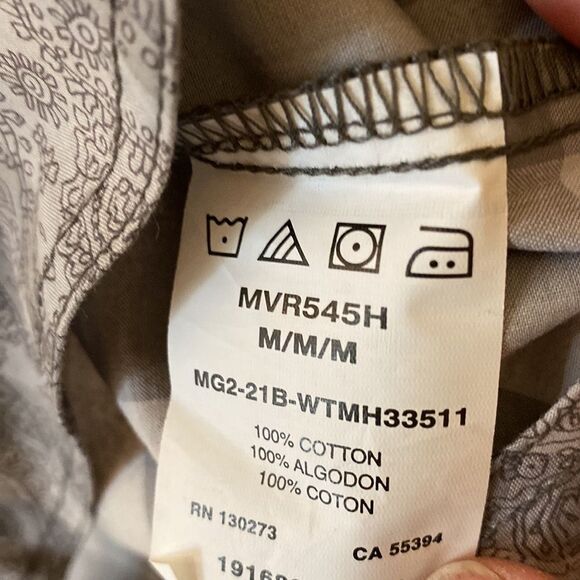 MVR545H
M/M/M
MG2-21B-WTMH33511
100% COTTON
100% ALGODON
100% COTON
RN 130273
CA 55394